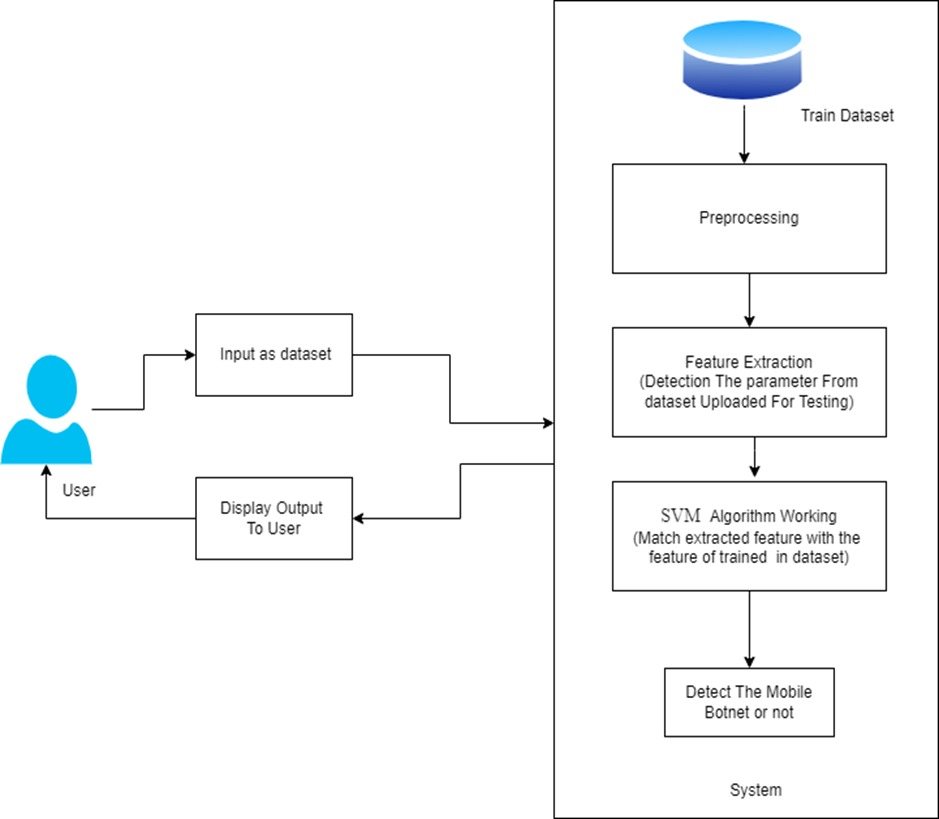 Train Dataset
Preprocessing
Feature Extraction
(Detection The parameter From
dataset Uploaded For Testing)
SVM Algorithm Working
(Match extracted feature with the
feature of trained in dataset)
Detect The Mobile
Botnet or not
System
Input as dataset
User
Display Output
To User